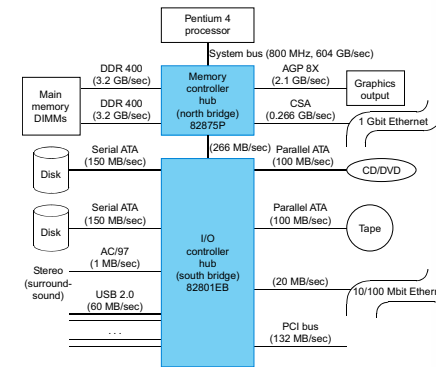 Pentium 4
processor
System bus (800 MHz, 604 GB/sec)
DDR 400
(3.2 GB/sec)
Main
memory
DIMMs
DDR 400
(3.2 GB/sec)
Memory
controller
hub
(north bridge)
82875P
AGP 8X
(2.1 GB/sec)
Graphics
output
CSA
(0.266 GB/sec)
1 Gbit Ethernet
(266 MB/sec)
Serial ATA
(150 MB/sec)
Disk
Parallel ATA
(100 MB/sec)
CD/DVD
Serial ATA
(150 MB/sec)
Disk
Parallel ATA
(100 MB/sec)
Tape
I/O
controller
hub
(south bridge)
82801EB
AC/97
(1 MB/sec)
Stereo
(surround-
sound)
USB 2.0
(60 MB/sec)
. . .
(20 MB/sec)
10/100 Mbit Ethern
PCI bus
(132 MB/sec)